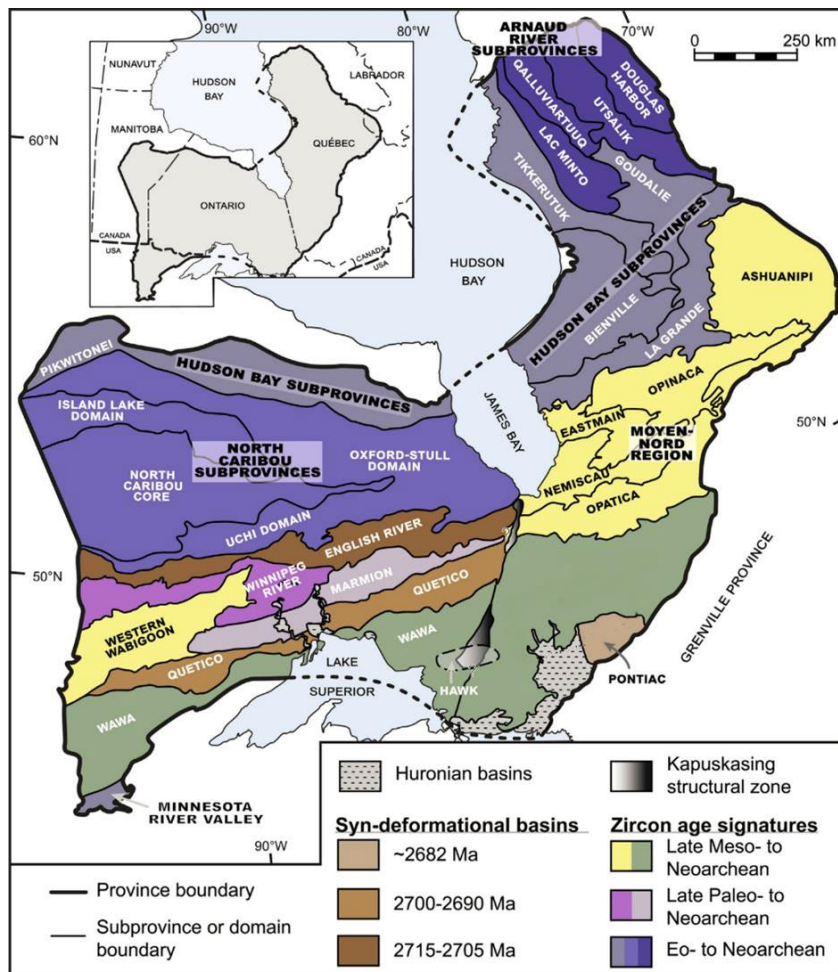 90°W
ARNAUD
RIVER
SUBPROVINCES
70°W
0 250 km
NUNAVUT
HUDSON
BAY
LABRADOR
80°W
MANITOBA
QUÉBEC
ONTARIO
CANADA
USA
CANADA
USA
60°N
DOUGLAS
HARBOR
UTSALIK
QALLUVIARTUUQ
LAC MINTO
GOUDALIE
TIKKERUTUK
HUDSON
BAY
HUDSON BAY SUBPROVINCES
BIENVILLE
LA GRANDE
ASHUANIPI
PIKWITONEI
HUDSON BAY SUBPROVINCES
ISLAND LAKE
DOMAIN
NORTH
CARIBOU
SUBPROVINCES
OXFORD-STULL
DOMAIN
NORTH
CARIBOU
CORE
UCHI DOMAIN
JAMES BAY
OPINACA
EASTMAIN
MOYEN-
NORD
REGION
NEMISCAU
OPATICA
50°N
50°N
ENGLISH RIVER
WINNIPEG
RIVER
MARMION
QUETICO
WESTERN
WABIGOON
QUETICO
WAWA
WAWA
LAKE
SUPERIOR
HAWK
PONTIAC
GRENVILLE PROVINCE
MINNESOTA
RIVER VALLEY
90°W
Huronian basins
Kapuskasing
structural zone
Syn-deformational basins
Zircon age signatures
~2682 Ma
Late Meso- to
Neoarchean
2700-2690 Ma
Late Paleo- to
Neoarchean
2715-2705 Ma
Eo- to Neoarchean
Province boundary
Subprovince or domain
boundary